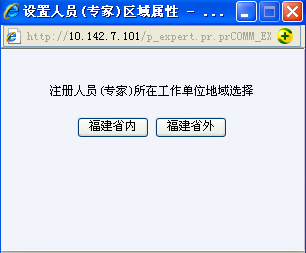 设置人员(专家)区域属性 - ...
http://10.142.7.101/p_expert.pr.prCOMM_EX
注册人员(专家)所在工作单位地域选择
福建省内 福建省外